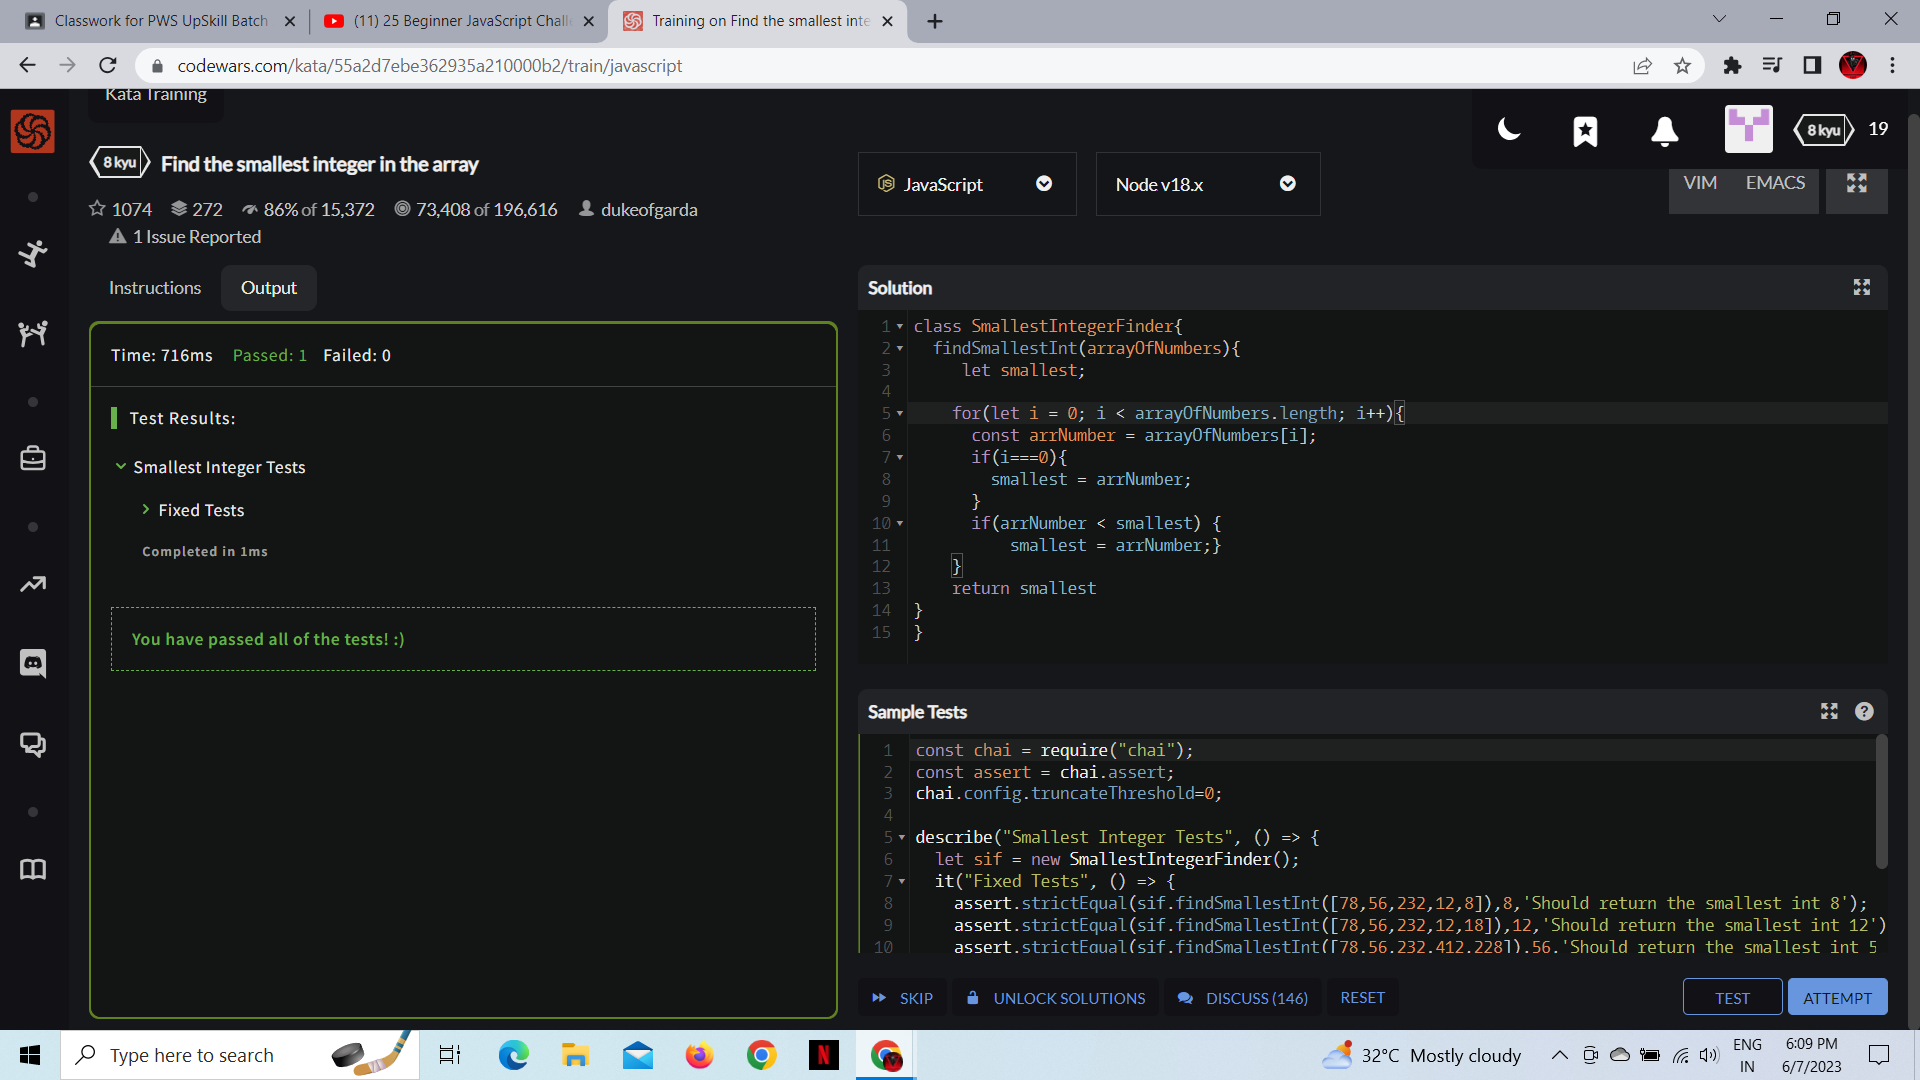 Classwork for PWS UpSkill Batch
(11) 25 Beginner JavaScript Chall
Training on Find the smallest inte
codewars.com/kata/55a2d7ebe362935a210000b2/train/javascript
Kata Training
8 kyu 19
8 kyu Find the smallest integer in the array
1074 272 86% of 15,372 73,408 of 196,616 dukeofgarda
1 Issue Reported
JavaScript
Node v18.x
VIM EMACS
Instructions Output
Time: 716ms Passed: 1 Failed: 0
Test Results:
Smallest Integer Tests
Fixed Tests
Completed in 1ms
You have passed all of the tests! :)
Solution
1 class SmallestIntegerFinder{
2 findSmallestInt(arrayOfNumbers){
3 let smallest;
4
5 for(let i = 0; i < arrayOfNumbers.length; i++){
6 const arrNumber = arrayOfNumbers[i];
7 if(i===0){
8 smallest = arrNumber;
9 }
10 if(arrNumber < smallest) {
11 smallest = arrNumber;}
12 }
13 return smallest
14 }
15 }
Sample Tests
1 const chai = require("chai");
2 const assert = chai.assert;
3 chai.config.truncateThreshold=0;
4
5 describe("Smallest Integer Tests", () => {
6 let sif = new SmallestIntegerFinder();
7 it("Fixed Tests", () => {
8 assert.strictEqual(sif.findSmallestInt([78,56,232,12,8]),8,'Should return the smallest int 8');
9 assert.strictEqual(sif.findSmallestInt([78,56,232,12,18]),12,'Should return the smallest int 12')
10 assert.strictEqual(sif.findSmallestInt([78,56,232,412,228]),56,'Should return the smallest int 5
SKIP UNLOCK SOLUTIONS DISCUSS (146) RESET TEST ATTEMPT
Type here to search
N
32°C Mostly cloudy
ENG
IN
6:09 PM
6/7/2023